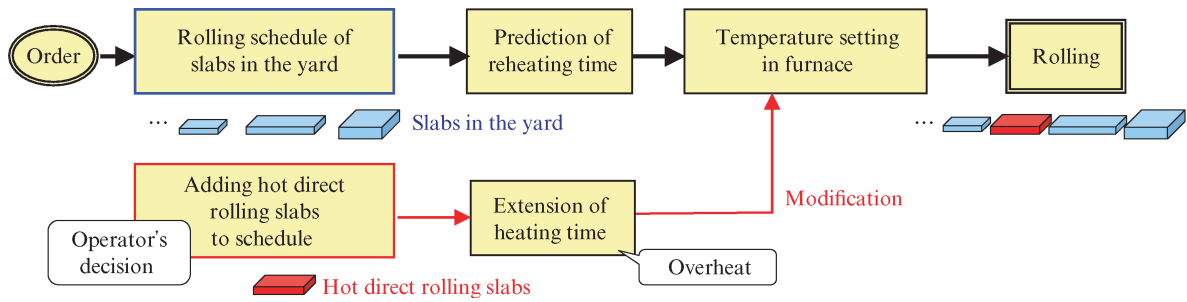 Order
Rolling schedule of
slabs in the yard
Prediction of
reheating time
Temperature setting
in furnace
Rolling
...
Slabs in the yard
...
Adding hot direct
rolling slabs
to schedule
Operator's
decision
Extension of
heating time
Modification
Overheat
Hot direct rolling slabs